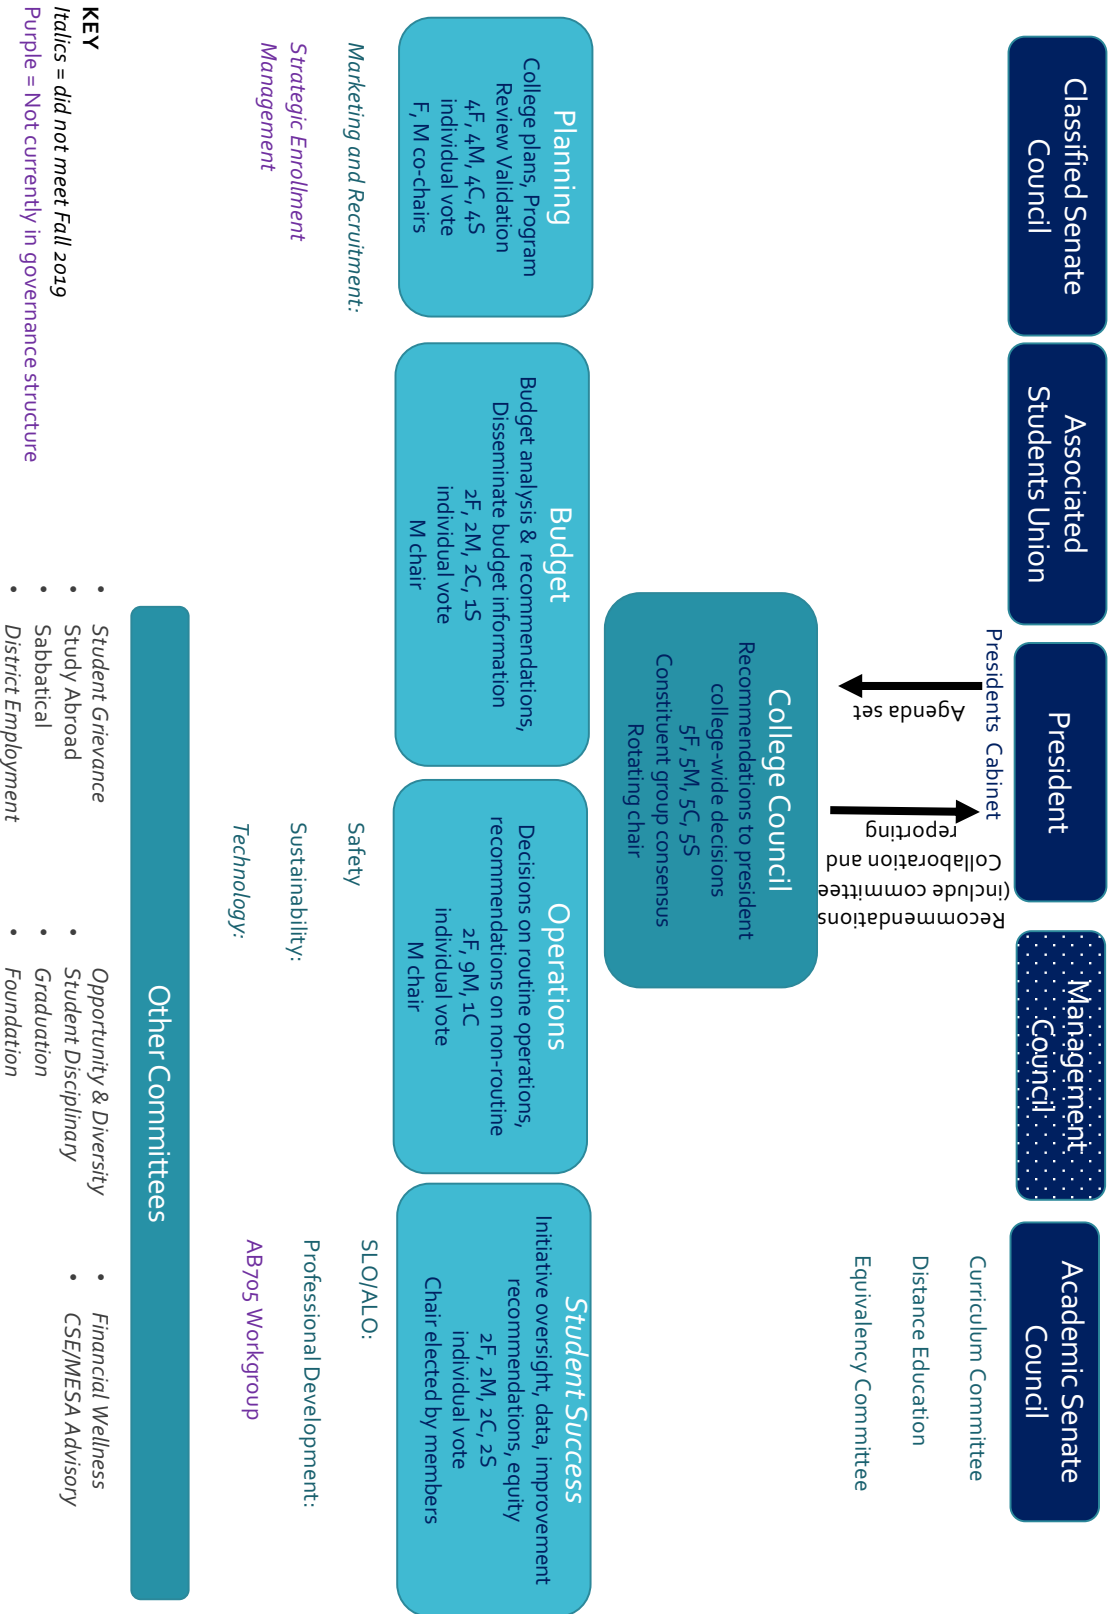 Classified Senate
Council
Associated
Students Union
President
Management
Council
Academic Senate
Council
Presidents Cabinet
Agenda set
Recommendations
(include committee
Collaboration and
reporting
Curriculum Committee
Distance Education
Equivalency Committee
College Council
Recommendations to president
college-wide decisions
5F, 5M, 5C, 5S
Constituent group consensus
Rotating chair
Planning
College plans, Program
Review Validation
4F, 4M, 4C, 4S
individual vote
F, M co-chairs
Budget
Budget analysis & recommendations,
Disseminate budget information
2F, 2M, 2C, 1S
individual vote
M chair
Operations
Decisions on routine operations,
recommendations on non-routine
2F, 9M, 1C
individual vote
M chair
Student Success
Initiative oversight, data, improvement
recommendations, equity
2F, 2M, 2C, 2S
individual vote
Chair elected by members
Marketing and Recruitment:
Strategic Enrollment
Management
Safety
Sustainability:
Technology:
SLO/ALO:
Professional Development:
AB705 Workgroup
Other Committees
• Student Grievance
• Study Abroad
• Sabbatical
• District Employment
• Opportunity & Diversity
Student Disciplinary
• Graduation
• Foundation
• Financial Wellness
• CSE/MESA Advisory
KEY
Italics = did not meet Fall 2019
Purple = Not currently in governance structure